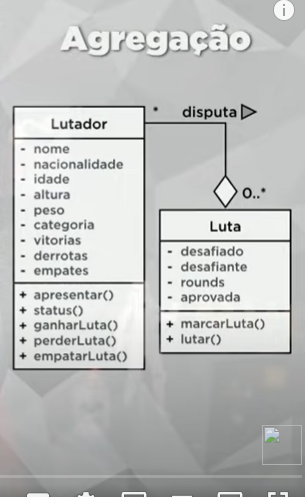 Agregação
* disputa
Lutador
- nome
- nacionalidade
- idade
- altura
- peso
- categoria
- vitorias
- derrotas
- empates
+ apresentar()
+ status()
+ ganharLuta()
+ perderLuta()
+ empatarLuta()
0..*
Luta
- desafiado
- desafiante
- rounds
- aprovada
+ marcarLuta()
+ lutar()